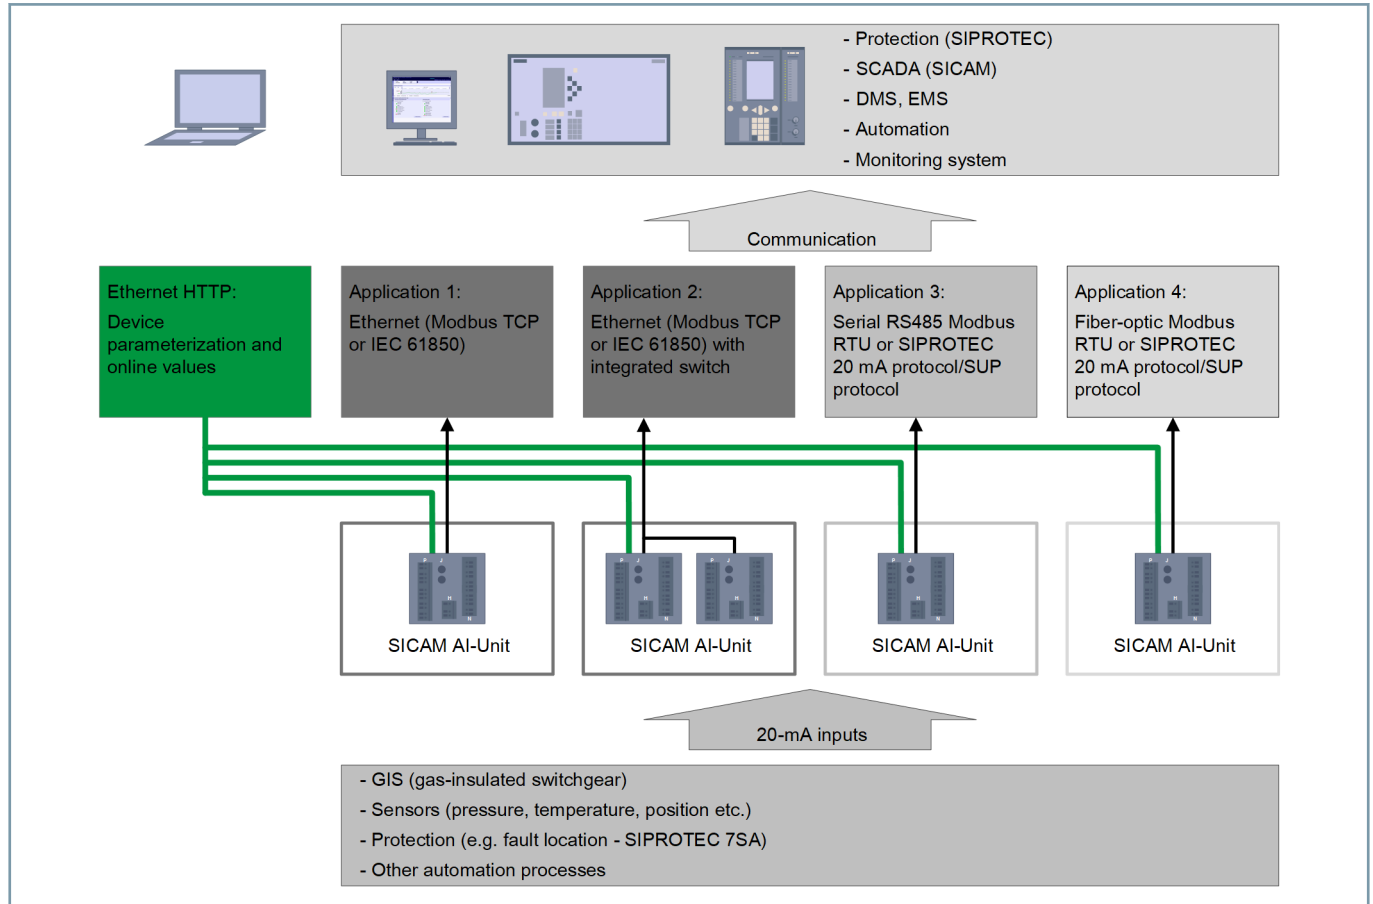 - Protection (SIPROTEC)
- SCADA (SICAM)
- DMS, EMS
- Automation
- Monitoring system
Communication
Ethernet HTTP:
Device
parameterization and
online values
Application 1:
Ethernet (Modbus TCP
or IEC 61850)
Application 2:
Ethernet (Modbus TCP
or IEC 61850) with
integrated switch
Application 3:
Serial RS485 Modbus
RTU or SIPROTEC
20 mA protocol/SUP
protocol
Application 4:
Fiber-optic Modbus
RTU or SIPROTEC
20 mA protocol/SUP
protocol
P J
H
N
SICAM AI-Unit
P J
H
N
P J
H
N
SICAM AI-Unit
P J
H
N
SICAM AI-Unit
P J
H
N
SICAM AI-Unit
20-mA inputs
- GIS (gas-insulated switchgear)
- Sensors (pressure, temperature, position etc.)
- Protection (e.g. fault location - SIPROTEC 7SA)
- Other automation processes